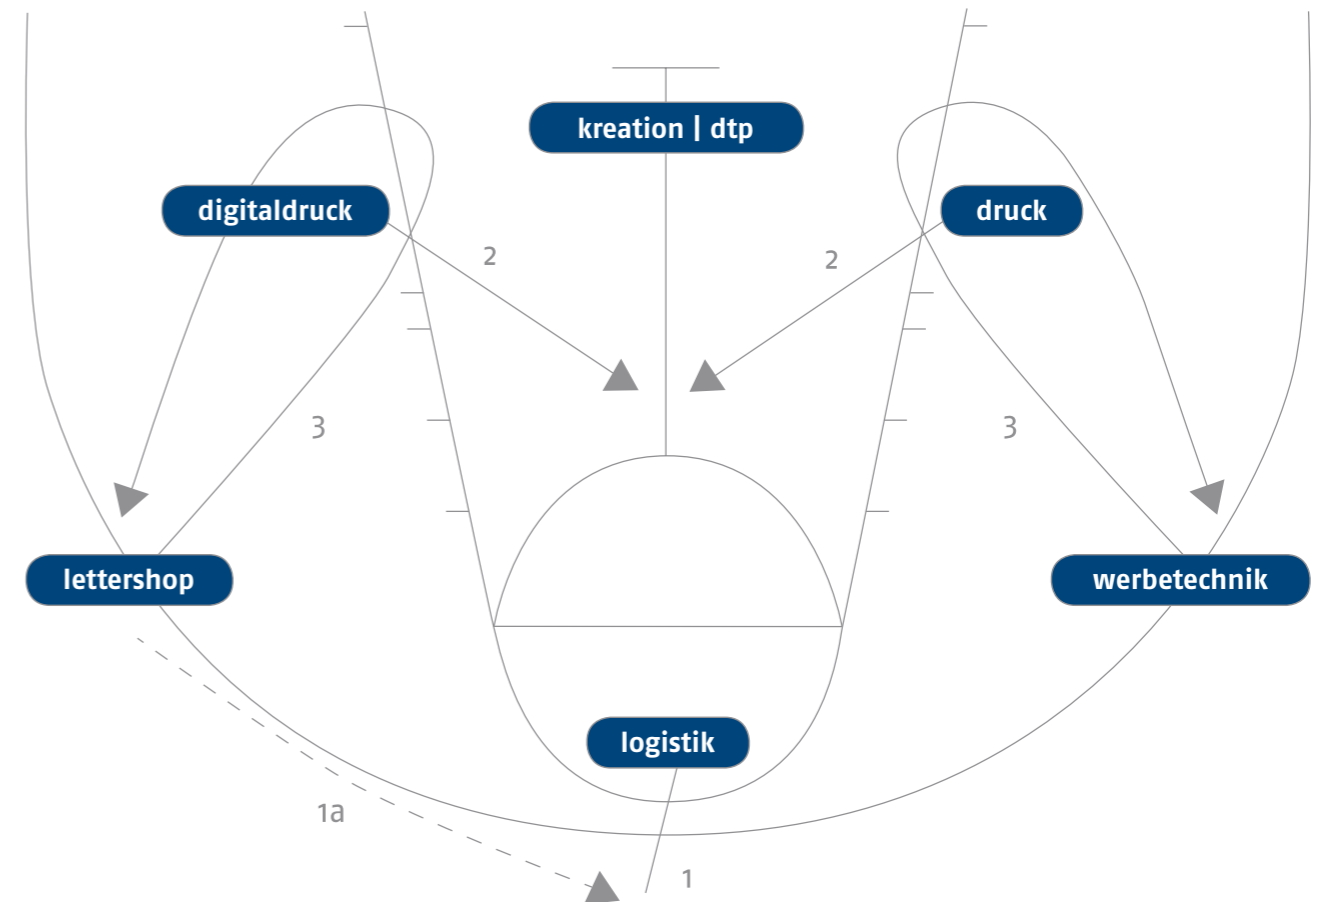 kreation | dtp
digitaldruck
druck
2
2
3
3
lettershop
werbetechnik
logistik
1a
1